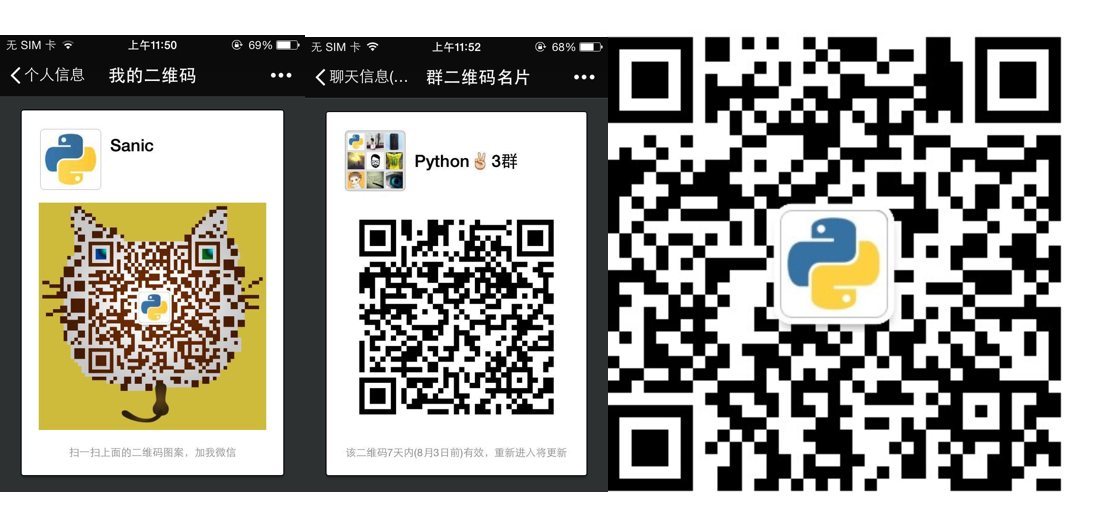 无 SIM 卡 上午11:50 69%
个人信息 我的二维码
Sanic
扫一扫上面的二维码图案，加我微信
无 SIM 卡 上午11:52 68%
聊天信息(... 群二维码名片
Python✌🏻3群
该二维码7天内(8月3日前)有效，重新进入将更新